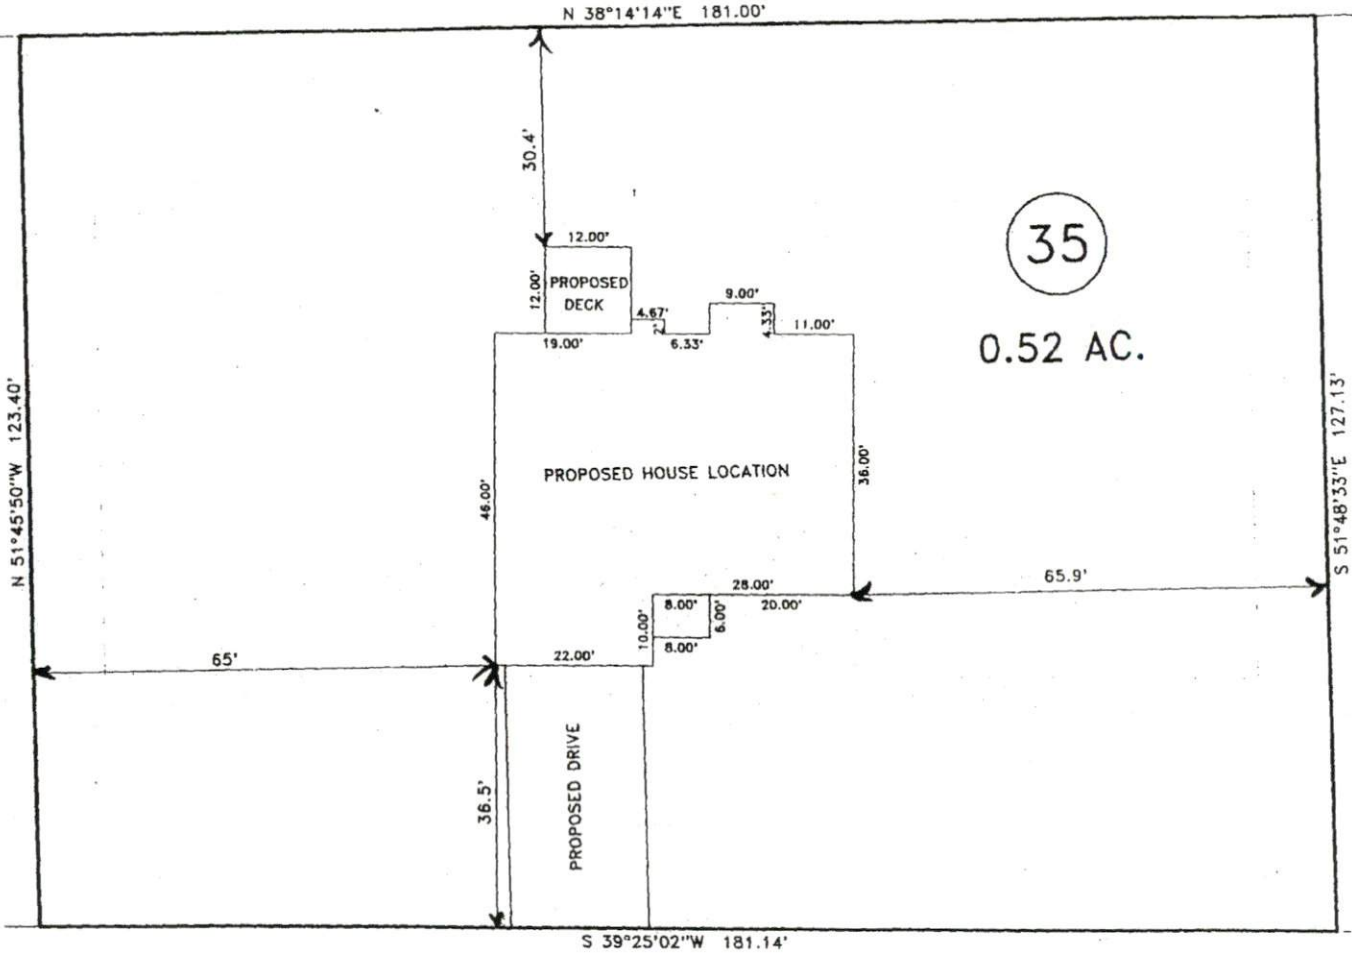 N 38°14'14"E 181.00'
30.4'
35
0.52 AC.
12.00'
12.00'
PROPOSED
DECK
4.67'
2'
9.00'
4.33'
11.00'
19.00'
6.33'
N 51°45'50"W 123.40'
S 51°48'33"E 127.13'
46.00'
PROPOSED HOUSE LOCATION
36.00'
28.00'
65.9'
8.00'
20.00'
10.00'
6.00'
8.00'
65'
22.00'
36.5'
PROPOSED DRIVE
S 39°25'02"W 181.14'